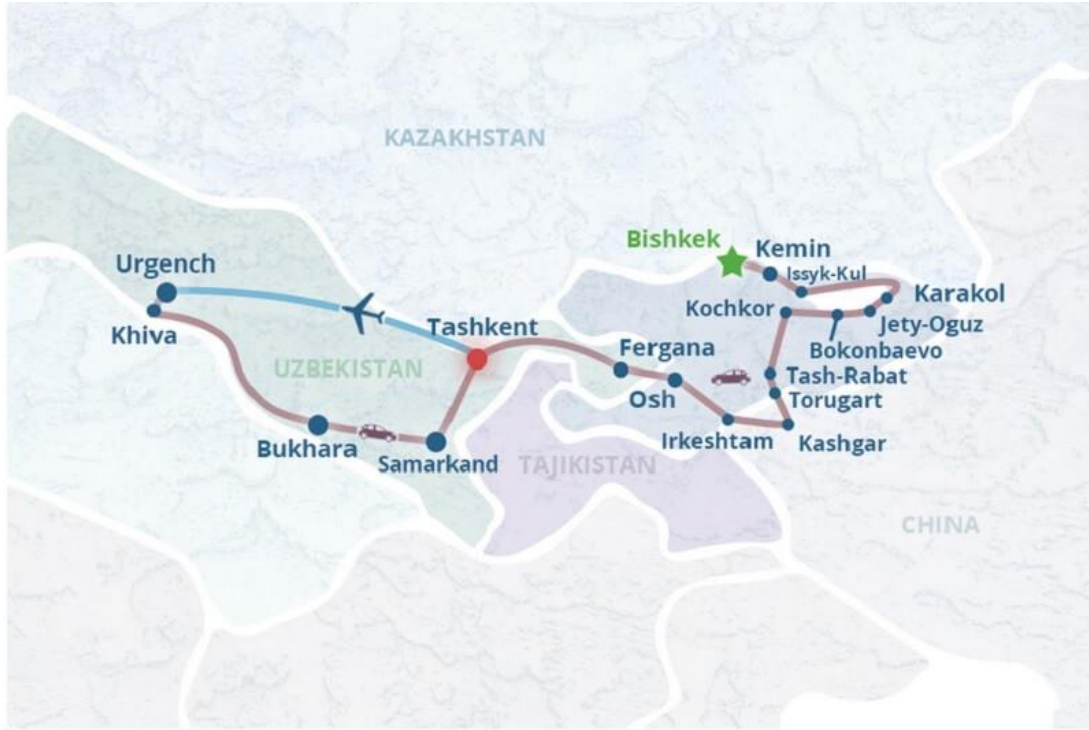 KAZAKHSTAN
Bishkek
Kemin
Issyk-Kul
Urgench
Karakol
Kochkor
Jety-Oguz
Khiva
Tashkent
Fergana
Bokonbaevo
UZBEKISTAN
Tash-Rabat
Osh
Torugart
Bukhara
Irkeshtam
Kashgar
Samarkand
TAJIKISTAN
CHINA